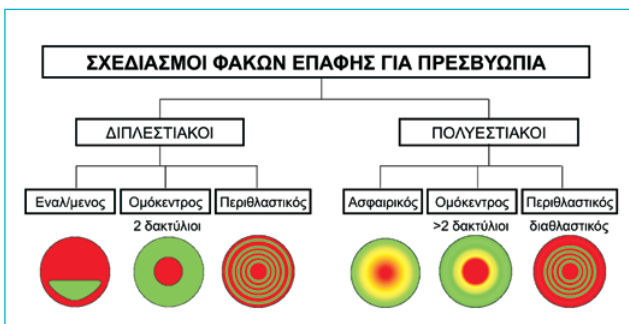 ΣΧΕΔΙΑΣΜΟΙ ΦΑΚΩΝ ΕΠΑΦΗΣ ΓΙΑ ΠΡΕΣΒΥΩΠΙΑ
ΔΙΠΛΕΣΤΙΑΚΟΙ
ΠΟΛΥΕΣΤΙΑΚΟΙ
Εναλ/μενος
Ομόκεντρος
2 δακτύλιοι
Περιθλαστικός
Ασφαιρικός
Ομόκεντρος
>2 δακτύλιοι
Περιθλαστικός
διαθλαστικός